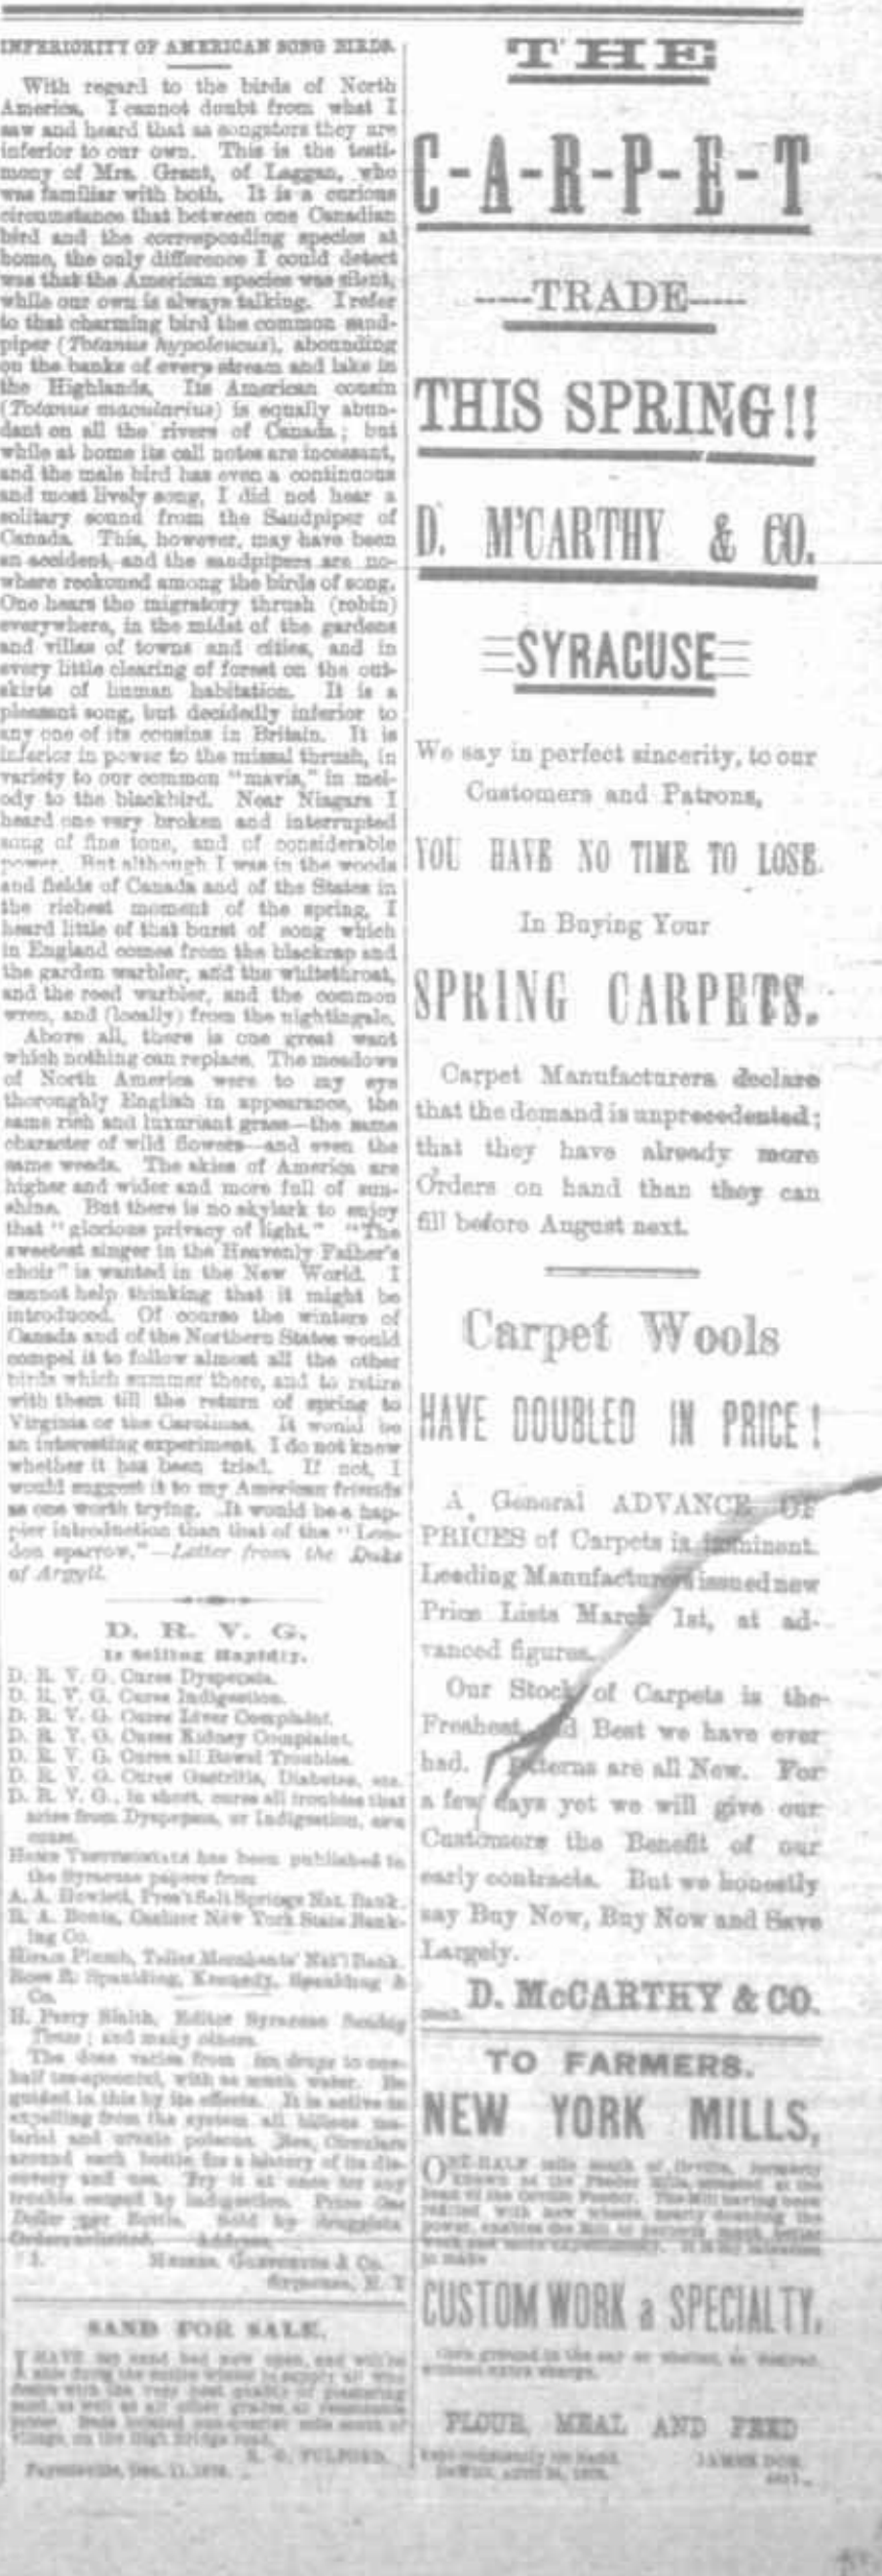 INFERIORITY OF AMERICAN SONG BIRDS.
With regard to the birds of North
America, I cannot doubt from what I
saw and heard that as songsters they are
inferior to our own. This is the testi-
mony of Mrs. Grant, of Laggan, who
was familiar with both. It is a curious
circumstance that between one Canadian
bird and the corresponding species at
home, the only difference I could detect
was that the American species was silent,
while our own is always talking. I refer
to that charming bird the common sand-
piper (Totanus hypoleucus), abounding
on the banks of every stream and lake in
the Highlands. Its American cousin
(Totanus macularius) is equally abun-
dant on all the rivers of Canada; but
while at home its call notes are incessant,
and the male bird has even a continuous
and most lively song, I did not hear a
solitary sound from the Sandpiper of
Canada. This, however, may have been
an accident, and the sandpipers are no-
where reckoned among the birds of song.
One hears the migratory thrush (robin)
everywhere, in the midst of the gardens
and villas of towns and cities, and in
every little clearing of forest on the out-
skirts of human habitation. It is a
pleasant song, but decidedly inferior to
any one of its cousins in Britain. It is
inferior in power to the missal thrush, in
variety to our common "mavis," in mel-
ody to the blackbird. Near Niagara I
heard one very broken and interrupted
song of fine tone, and of considerable
power. But although I was in the woods
and fields of Canada and of the States in
the richest moment of the spring, I
heard little of that burst of song which
in England comes from the blackcap and
the garden warbler, and the whitethroat,
and the reed warbler, and the common
wren, and (locally) from the nightingale.
Above all, there is one great want
which nothing can replace. The meadows
of North America were to my eye
thoroghly English in appearance, the
same rich and luxuriant grass—the same
character of wild flowers—and even the
same weeds. The skies of America are
higher and wider and more full of sun-
shine. But there is no skylark to enjoy
that "glorious privacy of light." "The
sweetest singer in the Heavenly Father's
choir" is wanted in the New World. I
cannot help thinking that it might be
introduced. Of course the winters of
Canada and of the Northern States would
compel it to follow almost all the other
birds which summer there, and to retire
with them till the return of spring to
Virginia or the Carolinas. It would be
an interesting experiment. I do not know
whether it has been tried. If not, I
would suggest it to my American friends
as one worth trying. It would be a hap-
pier introduction than that of the "Lon-
don sparrow."—Letter from the Duke
of Argyll.
D. R. V. G.
Is Selling Rapidly.
D. R. V. G. Cures Dyspepsia.
D. R. V. G. Cures Indigestion.
D. R. V. G. Cures Liver Complaint.
D. R. V. G. Cures Kidney Complaint.
D. R. V. G. Cures all Bowel Troubles.
D. R. V. G. Cures Gastritis, Diabetes, etc.
D. R. V. G., in short, cures all troubles that
arise from Dyspepsia, or Indigestion,
Home Testimonials has been published in
the Syracuse papers from
A. A. Howlett, Pres't Salt Springs Nat. Bank.
R. A. Bonta, Cashier New York State Bank-
ing Co.
Hiram Plumb, Teller Merchants' Nat'l Bank.
Ross R. Spaulding, Kennedy, Spaulding &
Co.
H. Perry Smith, Editor Syracuse Sunday
Times; and many others.
The dose varies from ten drops to one-
half tea-spoonful, with as much water. Be
guided in this by its effects. It is active in
expelling from the system all bilious ma-
larial and uraemic poisons. See, Circulars
around each bottle for a history of its dis-
covery and use. Try it at once for any
trouble caused by indigestion. Price One
Dollar per Bottle. Sold by druggists.
Orders solicited. Address,
Syracuse, N. Y
SAND FOR SALE.
I HAVE my sand bed now open, and will be
able during the entire winter to supply all who
desire with the very best quality of plastering
sand, as well as all other grades, at reasonable
prices. Beds located one-quarter mile south of
village, on the High Bridge road.
FULFORD.
Fayetteville, Dec. 11,
THE
C-A-R-P-E-T
----TRADE----
THIS SPRING!!
D. M'CARTHY & CO.
SYRACUSE
We say in perfect sincerity, to our
Customers and Patrons,
YOU HAVE NO TIME TO LOSE.
In Buying Your
SPRING CARPETS.
Carpet Manufacturers declare
that the demand is unprecedented;
that they have already more
Orders on hand than they can
fill before August next.
Carpet Wools
HAVE DOUBLED IN PRICE!
A General ADVANCE OF
PRICES of Carpets is imminent.
Leading Manufacturers issued new
Price Lists March 1st, at ad-
vanced figures.
Our Stock of Carpets is the
Freshest and Best we have ever
had. Patterns are all New. For
a few days yet we will give our
Customers the Benefit of our
early contracts. But we honestly
say Buy Now, Buy Now and Save
Largely.
D. McCARTHY & CO.
TO FARMERS.
NEW YORK MILLS,
ONE-HALF mile south of Orville, formerly
known as the Feeder Mills, situated at the
head of the Orville Feeder. The Mill having been
refitted with new wheels, nearly doubling the
power, enables the Mill to perform much better
work and more expeditiously. It is my intention
to make
CUSTOM WORK a SPECIALTY.
Corn ground in the ear or shelled, as desired
without extra charge.
FLOUR, MEAL AND FEED
kept constantly on hand.